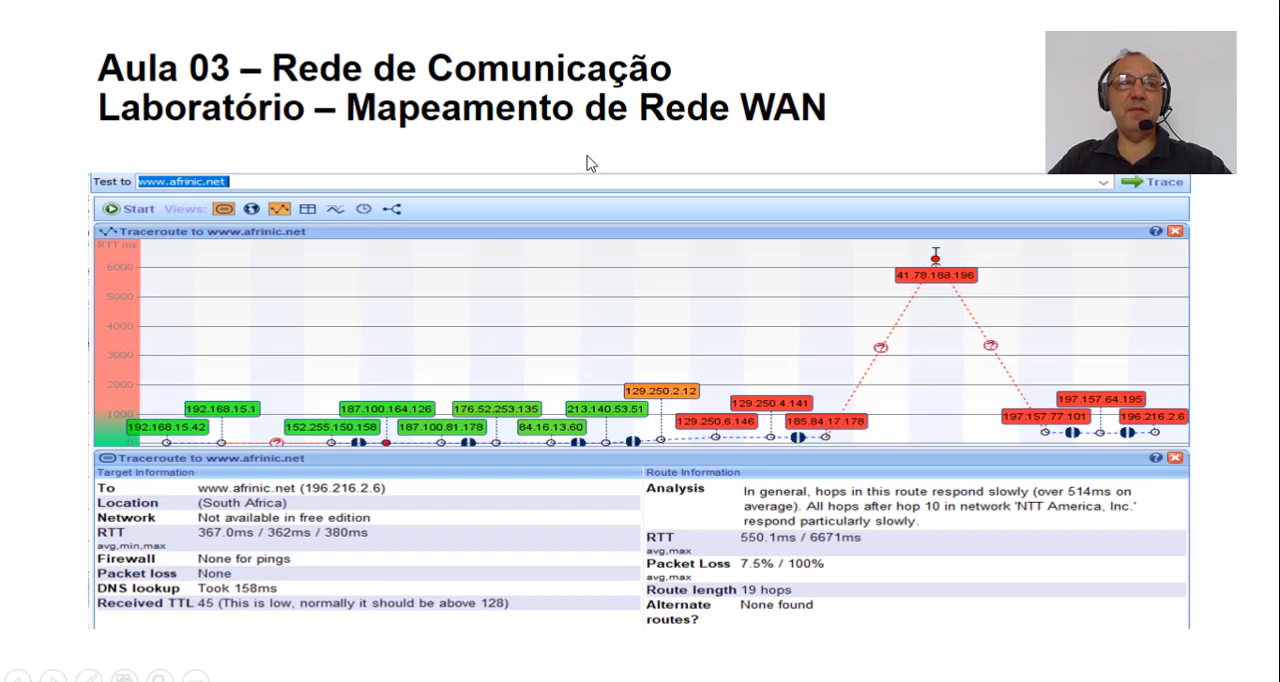 Aula 03 – Rede de Comunicação
Laboratório – Mapeamento de Rede WAN
Test to www.afrinic.net Trace
Start Views:
Traceroute to www.afrinic.net
RTT ms
6000
5000
4000
3000
2000
1000
0
41.78.188.196
129.250.2.12
192.168.15.1
187.100.164.126
176.52.253.135
213.140.53.51
129.250.4.141
197.157.64.195
192.168.15.42
152.255.150.158
187.100.81.178
84.16.13.60
129.250.6.146
185.84.17.178
197.157.77.101
196.216.2.6
Traceroute to www.afrinic.net
Target Information
To www.afrinic.net (196.216.2.6)
Location (South Africa)
Network Not available in free edition
RTT 367.0ms / 362ms / 380ms
avg,min,max
Firewall None for pings
Packet loss None
DNS lookup Took 158ms
Received TTL 45 (This is low, normally it should be above 128)
Route Information
Analysis In general, hops in this route respond slowly (over 514ms on
average). All hops after hop 10 in network 'NTT America, Inc.'
respond particularly slowly.
RTT 550.1ms / 6671ms
avg,max
Packet Loss 7.5% / 100%
avg,max
Route length 19 hops
Alternate None found
routes?